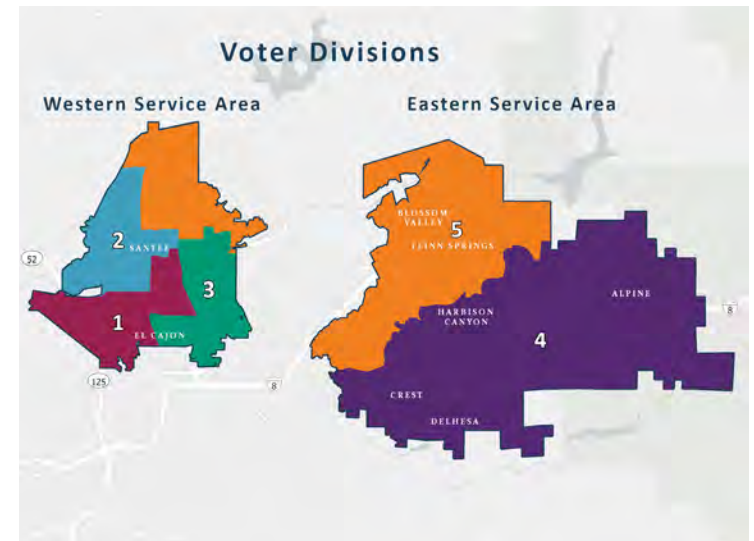 Voter Divisions
Western Service Area
Eastern Service Area
BLOSSOM
VALLEY
5
FLINN SPRINGS
2
SANTEE
52
3
ALPINE
HARBISON
CANYON
8
1
4
EL CAJON
125
8
CREST
DELHESA